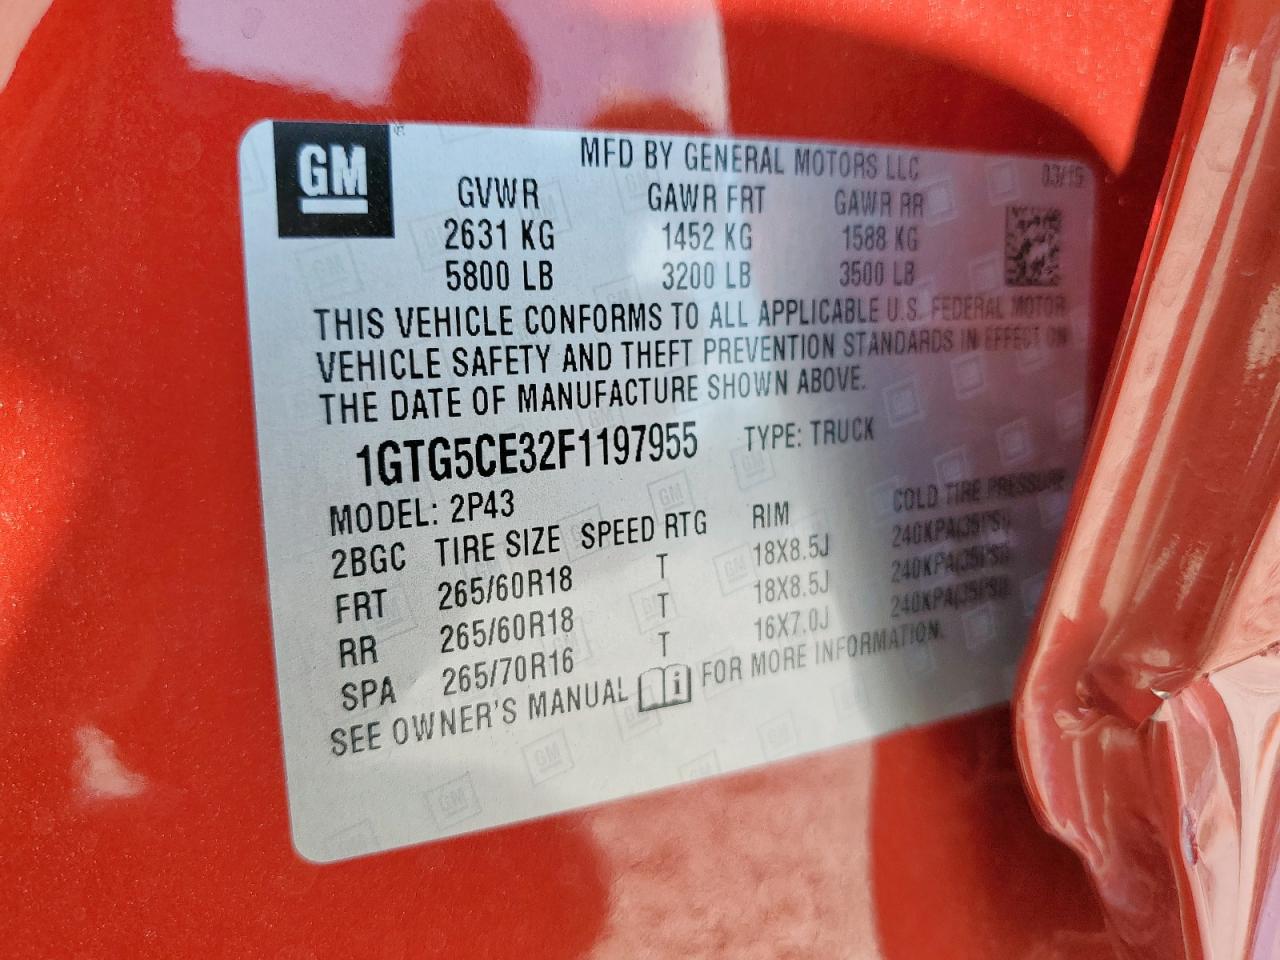 GM
MFD BY GENERAL MOTORS LLC 03/15
GVWR GAWR FRT GAWR RR
2631 KG 1452 KG 1588 KG
5800 LB 3200 LB 3500 LB
THIS VEHICLE CONFORMS TO ALL APPLICABLE U.S. FEDERAL MOTOR
VEHICLE SAFETY AND THEFT PREVENTION STANDARDS IN EFFECT ON
THE DATE OF MANUFACTURE SHOWN ABOVE.
1GTG5CE32F1197955 TYPE: TRUCK
MODEL: 2P43
2BGC TIRE SIZE SPEED RTG RIM COLD TIRE PRESSURE
FRT 265/60R18 T 18X8.5J 240KPA(35PSI)
RR 265/60R18 T 18X8.5J 240KPA(35PSI)
SPA 265/70R16 T 16X7.0J 240KPA(35PSI)
SEE OWNER'S MANUAL FOR MORE INFORMATION.